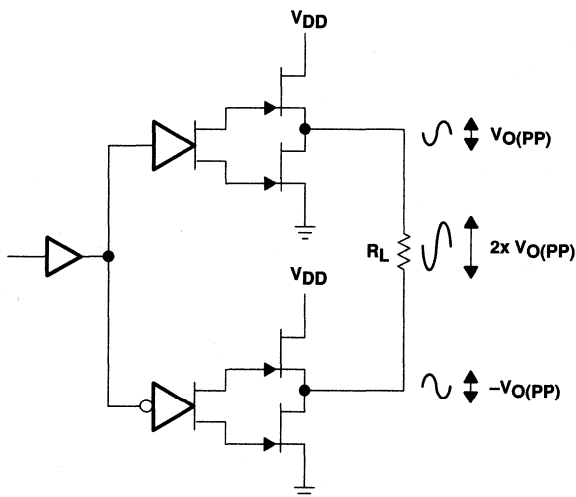 VDD
VO(PP)
RL
2x VO(PP)
VDD
–VO(PP)